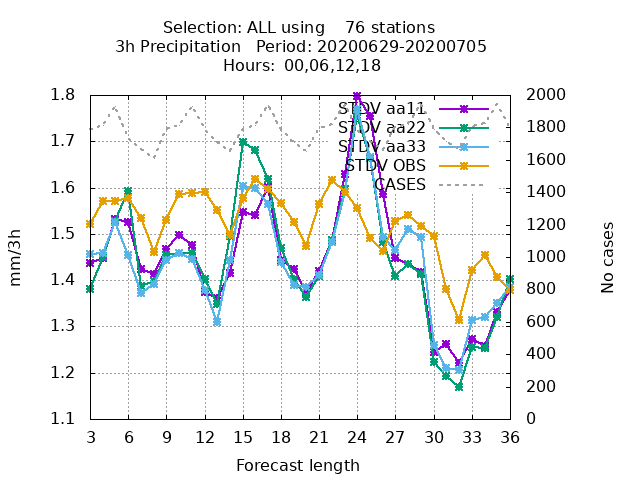 Selection: ALL using    76 stations
3h Precipitation   Period: 20200629-20200705
Hours:  00,06,12,18
1.8
1.7
1.6
1.5
1.4
1.3
1.2
1.1
mm/3h
STDV aa11
STDV aa22
STDV aa33
STDV OBS
CASES
2000
1800
1600
1400
1200
1000
800
600
400
200
0
No cases
3 6 9 12 15 18 21 24 27 30 33 36
Forecast length